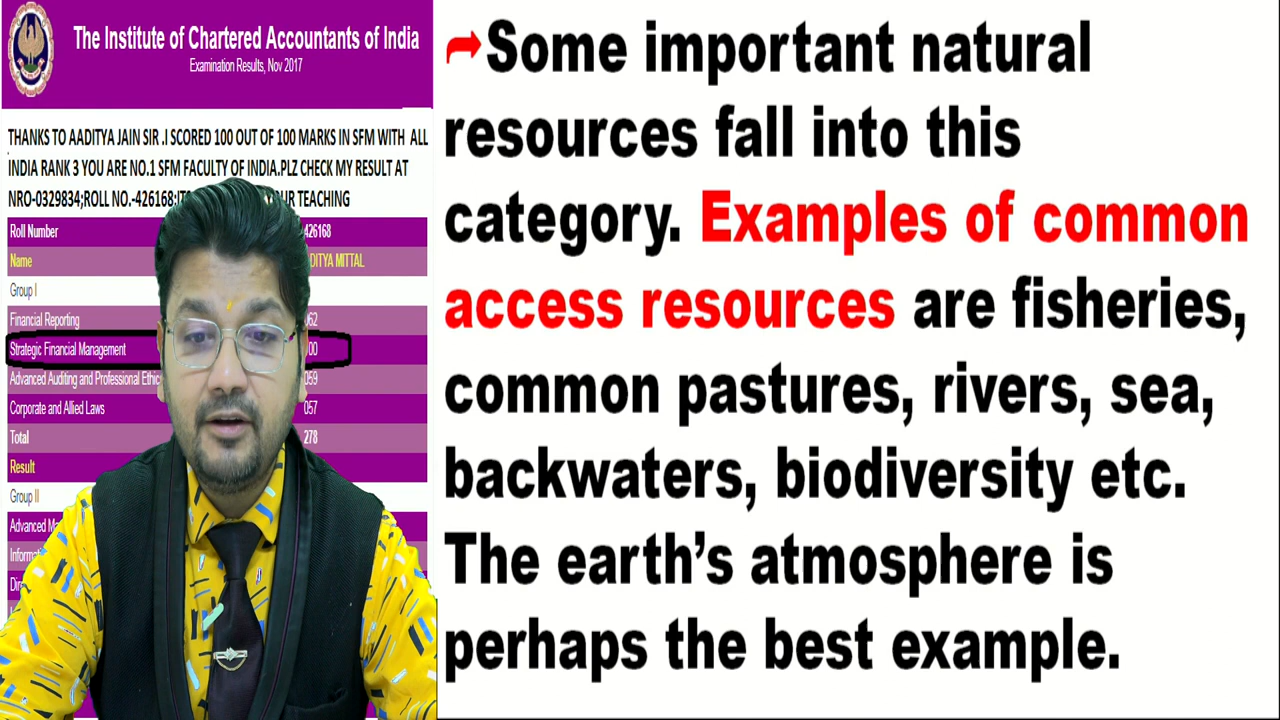 The Institute of Chartered Accountants of India
Examination Results, Nov 2017
THANKS TO AADITYA JAIN SIR .I SCORED 100 OUT OF 100 MARKS IN SFM WITH ALL
INDIA RANK 3 YOU ARE NO.1 SFM FACULTY OF INDIA.PLZ CHECK MY RESULT AT
NRO-0329834;ROLL NO.-426168: TEACHING
Roll Number 426168
Name DITYA MITTAL
Group I
Financial Reporting 062
Strategic Financial Management 00
Advanced Auditing and Professional Ethic 059
Corporate and Allied Laws 057
Total 278
Result
Group II
Advanced
➦Some important natural
resources fall into this
category. Examples of common
access resources are fisheries,
common pastures, rivers, sea,
backwaters, biodiversity etc.
The earth’s atmosphere is
perhaps the best example.